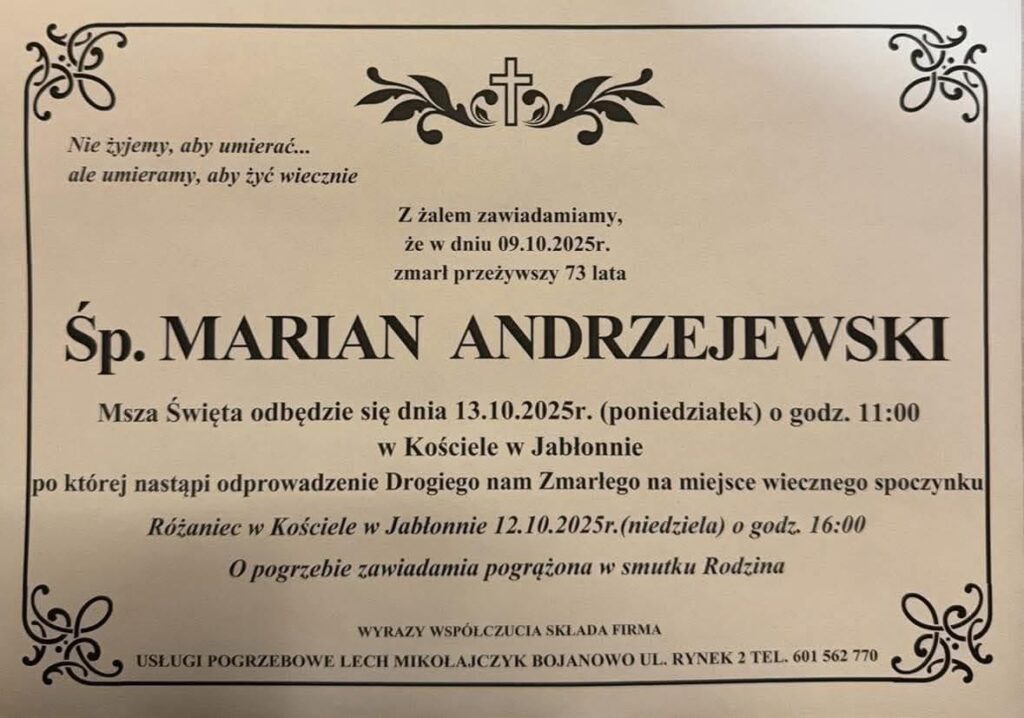 Nie żyjemy, aby umierać...
ale umieramy, aby żyć wiecznie
Z żalem zawiadamiamy,
że w dniu 09.10.2025r.
zmarł przeżywszy 73 lata
Śp. MARIAN ANDRZEJEWSKI
Msza Święta odbędzie się dnia 13.10.2025r. (poniedziałek) o godz. 11:00
w Kościele w Jabłonnie
po której nastąpi odprowadzenie Drogiego nam Zmarłego na miejsce wiecznego spoczynku
Różaniec w Kościele w Jabłonnie 12.10.2025r.(niedziela) o godz. 16:00
O pogrzebie zawiadamia pogrążona w smutku Rodzina
WYRAZY WSPÓŁCZUCIA SKŁADA FIRMA
USŁUGI POGRZEBOWE LECH MIKOŁAJCZYK BOJANOWO UL. RYNEK 2 TEL. 601 562 770